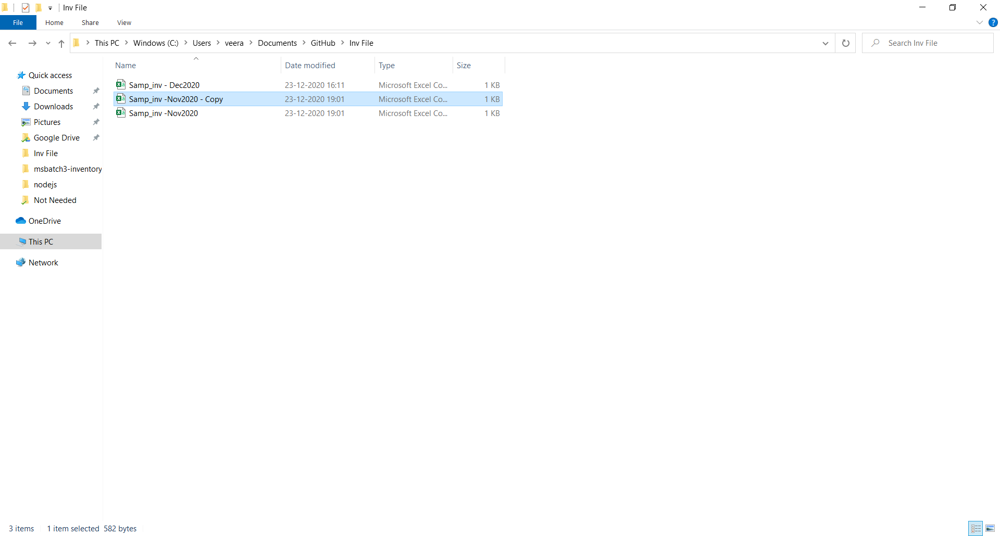 Inv File
File Home Share View ?
This PC Windows (C:) Users veera Documents GitHub Inv File Search Inv File
Name Date modified Type Size
Quick access
Documents
Downloads
Pictures
Google Drive
Inv File
msbatch3-inventory
nodejs
Not Needed
OneDrive
This PC
Network
Samp_inv - Dec2020 23-12-2020 16:11 Microsoft Excel Co... 1 KB
Samp_inv -Nov2020 - Copy 23-12-2020 19:01 Microsoft Excel Co... 1 KB
Samp_inv -Nov2020 23-12-2020 19:01 Microsoft Excel Co... 1 KB
3 items 1 item selected 582 bytes